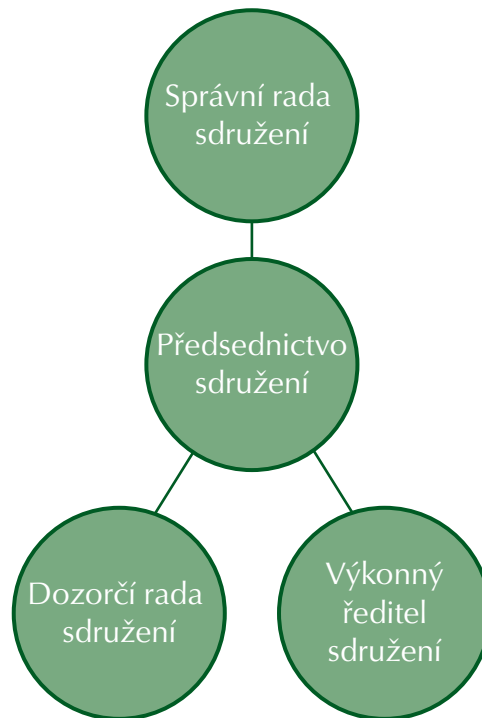 Správní rada
sdružení
Předsednictvo
sdružení
Dozorčí rada
sdružení
Výkonný
ředitel
sdružení